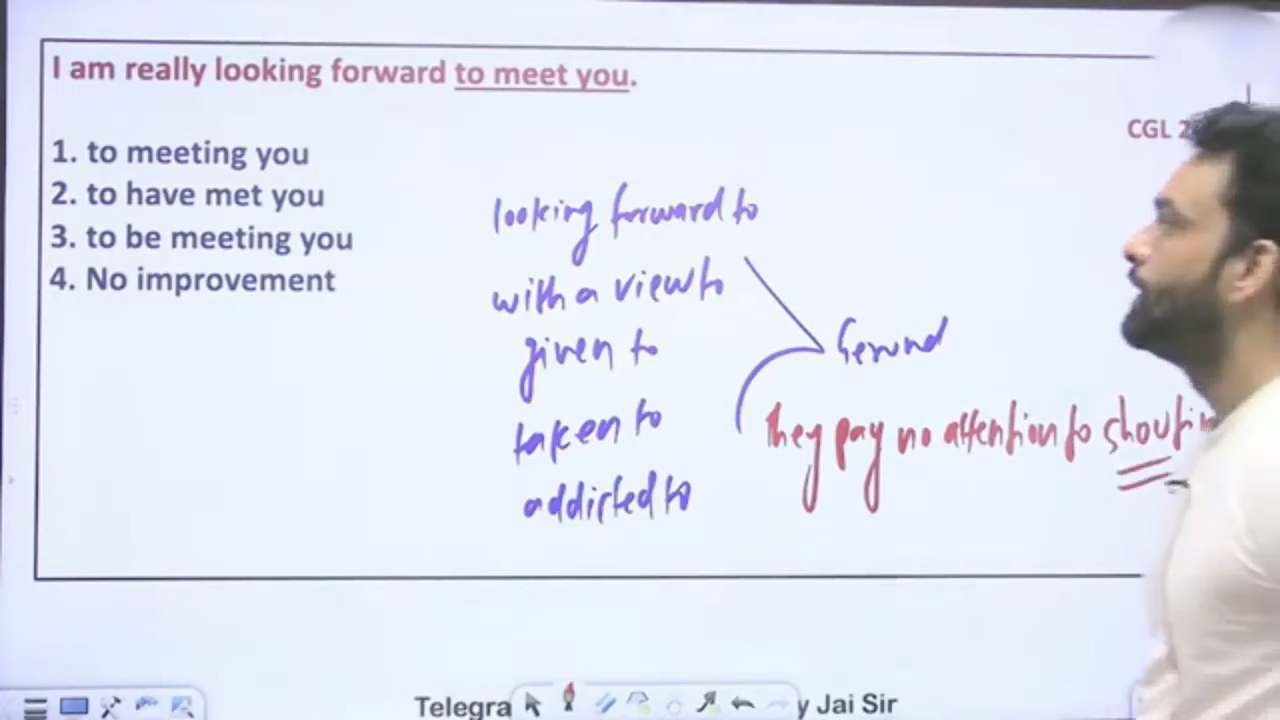 I am really looking forward to meet you.
CGL 2
1. to meeting you
2. to have met you
3. to be meeting you
4. No improvement
looking forward to
with a view to
given to
taken to
addicted to
Gerund
They pay no attention to shoutin
Telegra
y Jai Sir